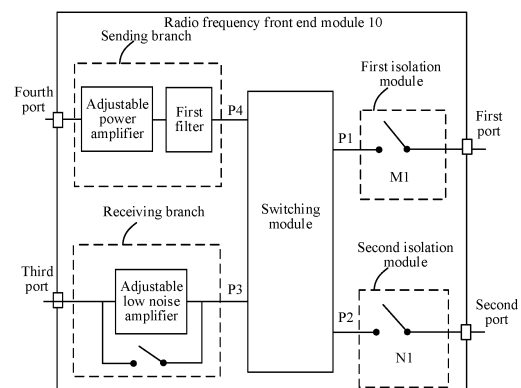 Radio frequency front end module 10
Sending branch
Fourth
port
Adjustable
power
amplifier
First
filter
P4
First isolation
module
P1
M1
First
port
Switching
module
Receiving branch
Third
port
Adjustable
low noise
amplifier
P3
Second isolation
module
P2
N1
Second
port